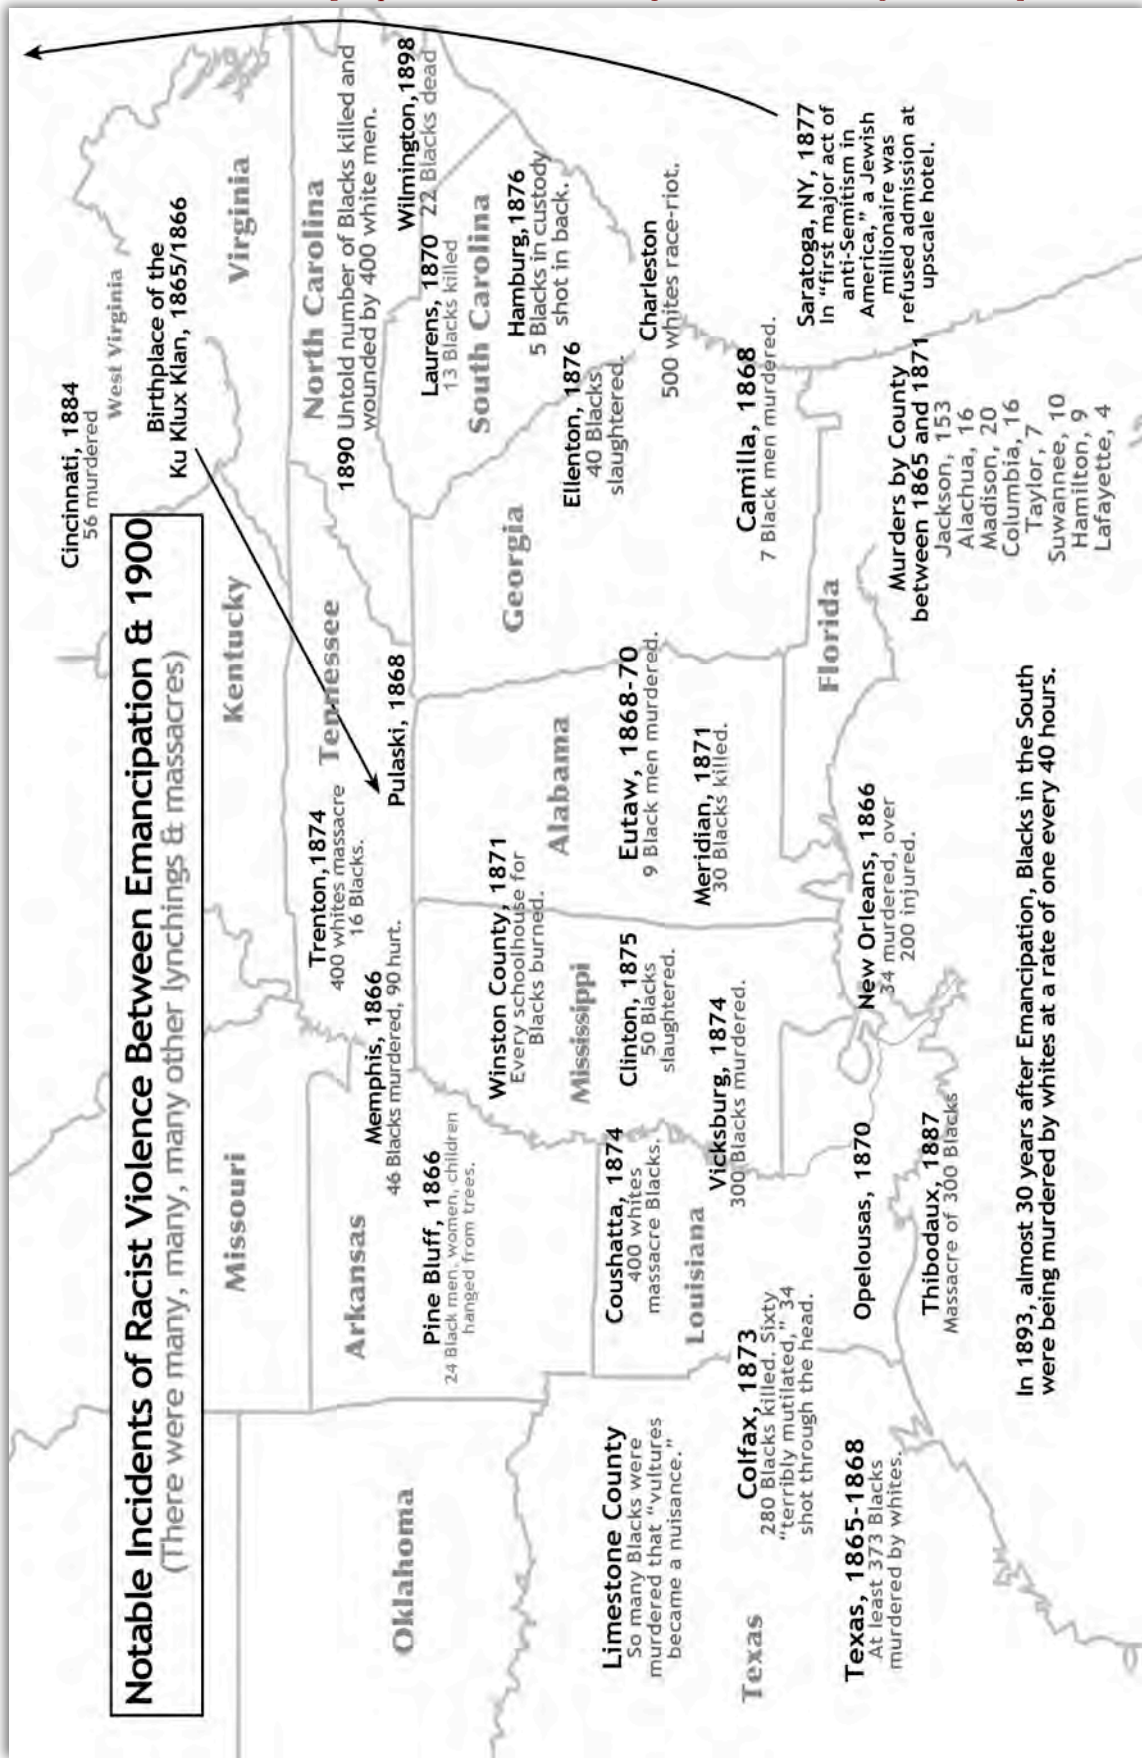 Notable Incidents of Racist Violence Between Emancipation & 1900
(There were many, many, many other lynchings & massacres)
Cincinnati, 1884
56 murdered
West Virginia
Birthplace of the
Ku Klux Klan, 1865/1866
Virginia
Kentucky
Missouri
North Carolina
1890 Untold number of Blacks killed and
wounded by 400 white men.
Wilmington, 1898
22 Blacks dead
Tennessee
Pulaski, 1868
Trenton, 1874
400 whites massacre
16 Blacks.
Memphis, 1866
46 Blacks murdered, 90 hurt.
Arkansas
Pine Bluff, 1866
24 Black men, women, children
hanged from trees.
Oklahoma
Laurens, 1870
13 Blacks killed
South Carolina
Hamburg, 1876
5 Blacks in custody
shot in back.
Ellenton, 1876
40 Blacks
slaughtered.
Charleston
500 whites race-riot.
Georgia
Camilla, 1868
7 Black men murdered.
Alabama
Eutaw, 1868-70
9 Black men murdered.
Meridian, 1871
30 Blacks killed.
Winston County, 1871
Every schoolhouse for
Blacks burned.
Mississippi
Clinton, 1875
50 Blacks
slaughtered.
Vicksburg, 1874
300 Blacks murdered.
Coushatta, 1874
400 whites
massacre Blacks.
Louisiana
Colfax, 1873
280 Blacks killed. Sixty
"terribly mutilated," 34
shot through the head.
Limestone County
So many Blacks were
murdered that "vultures
became a nuisance."
Texas
Texas, 1865-1868
At least 373 Blacks
murdered by whites.
Opelousas, 1870
Thibodaux, 1887
Massacre of 300 Blacks
New Orleans, 1866
34 murdered, over
200 injured.
Florida
Murders by County
between 1865 and 1871
Jackson, 153
Alachua, 16
Madison, 20
Columbia, 16
Taylor, 7
Suwannee, 10
Hamilton, 9
Lafayette, 4
Saratoga, NY, 1877
In "first major act of
anti-Semitism in
America," a Jewish
millionaire was
refused admission at
upscale hotel.
In 1893, almost 30 years after Emancipation, Blacks in the South
were being murdered by whites at a rate of one every 40 hours.